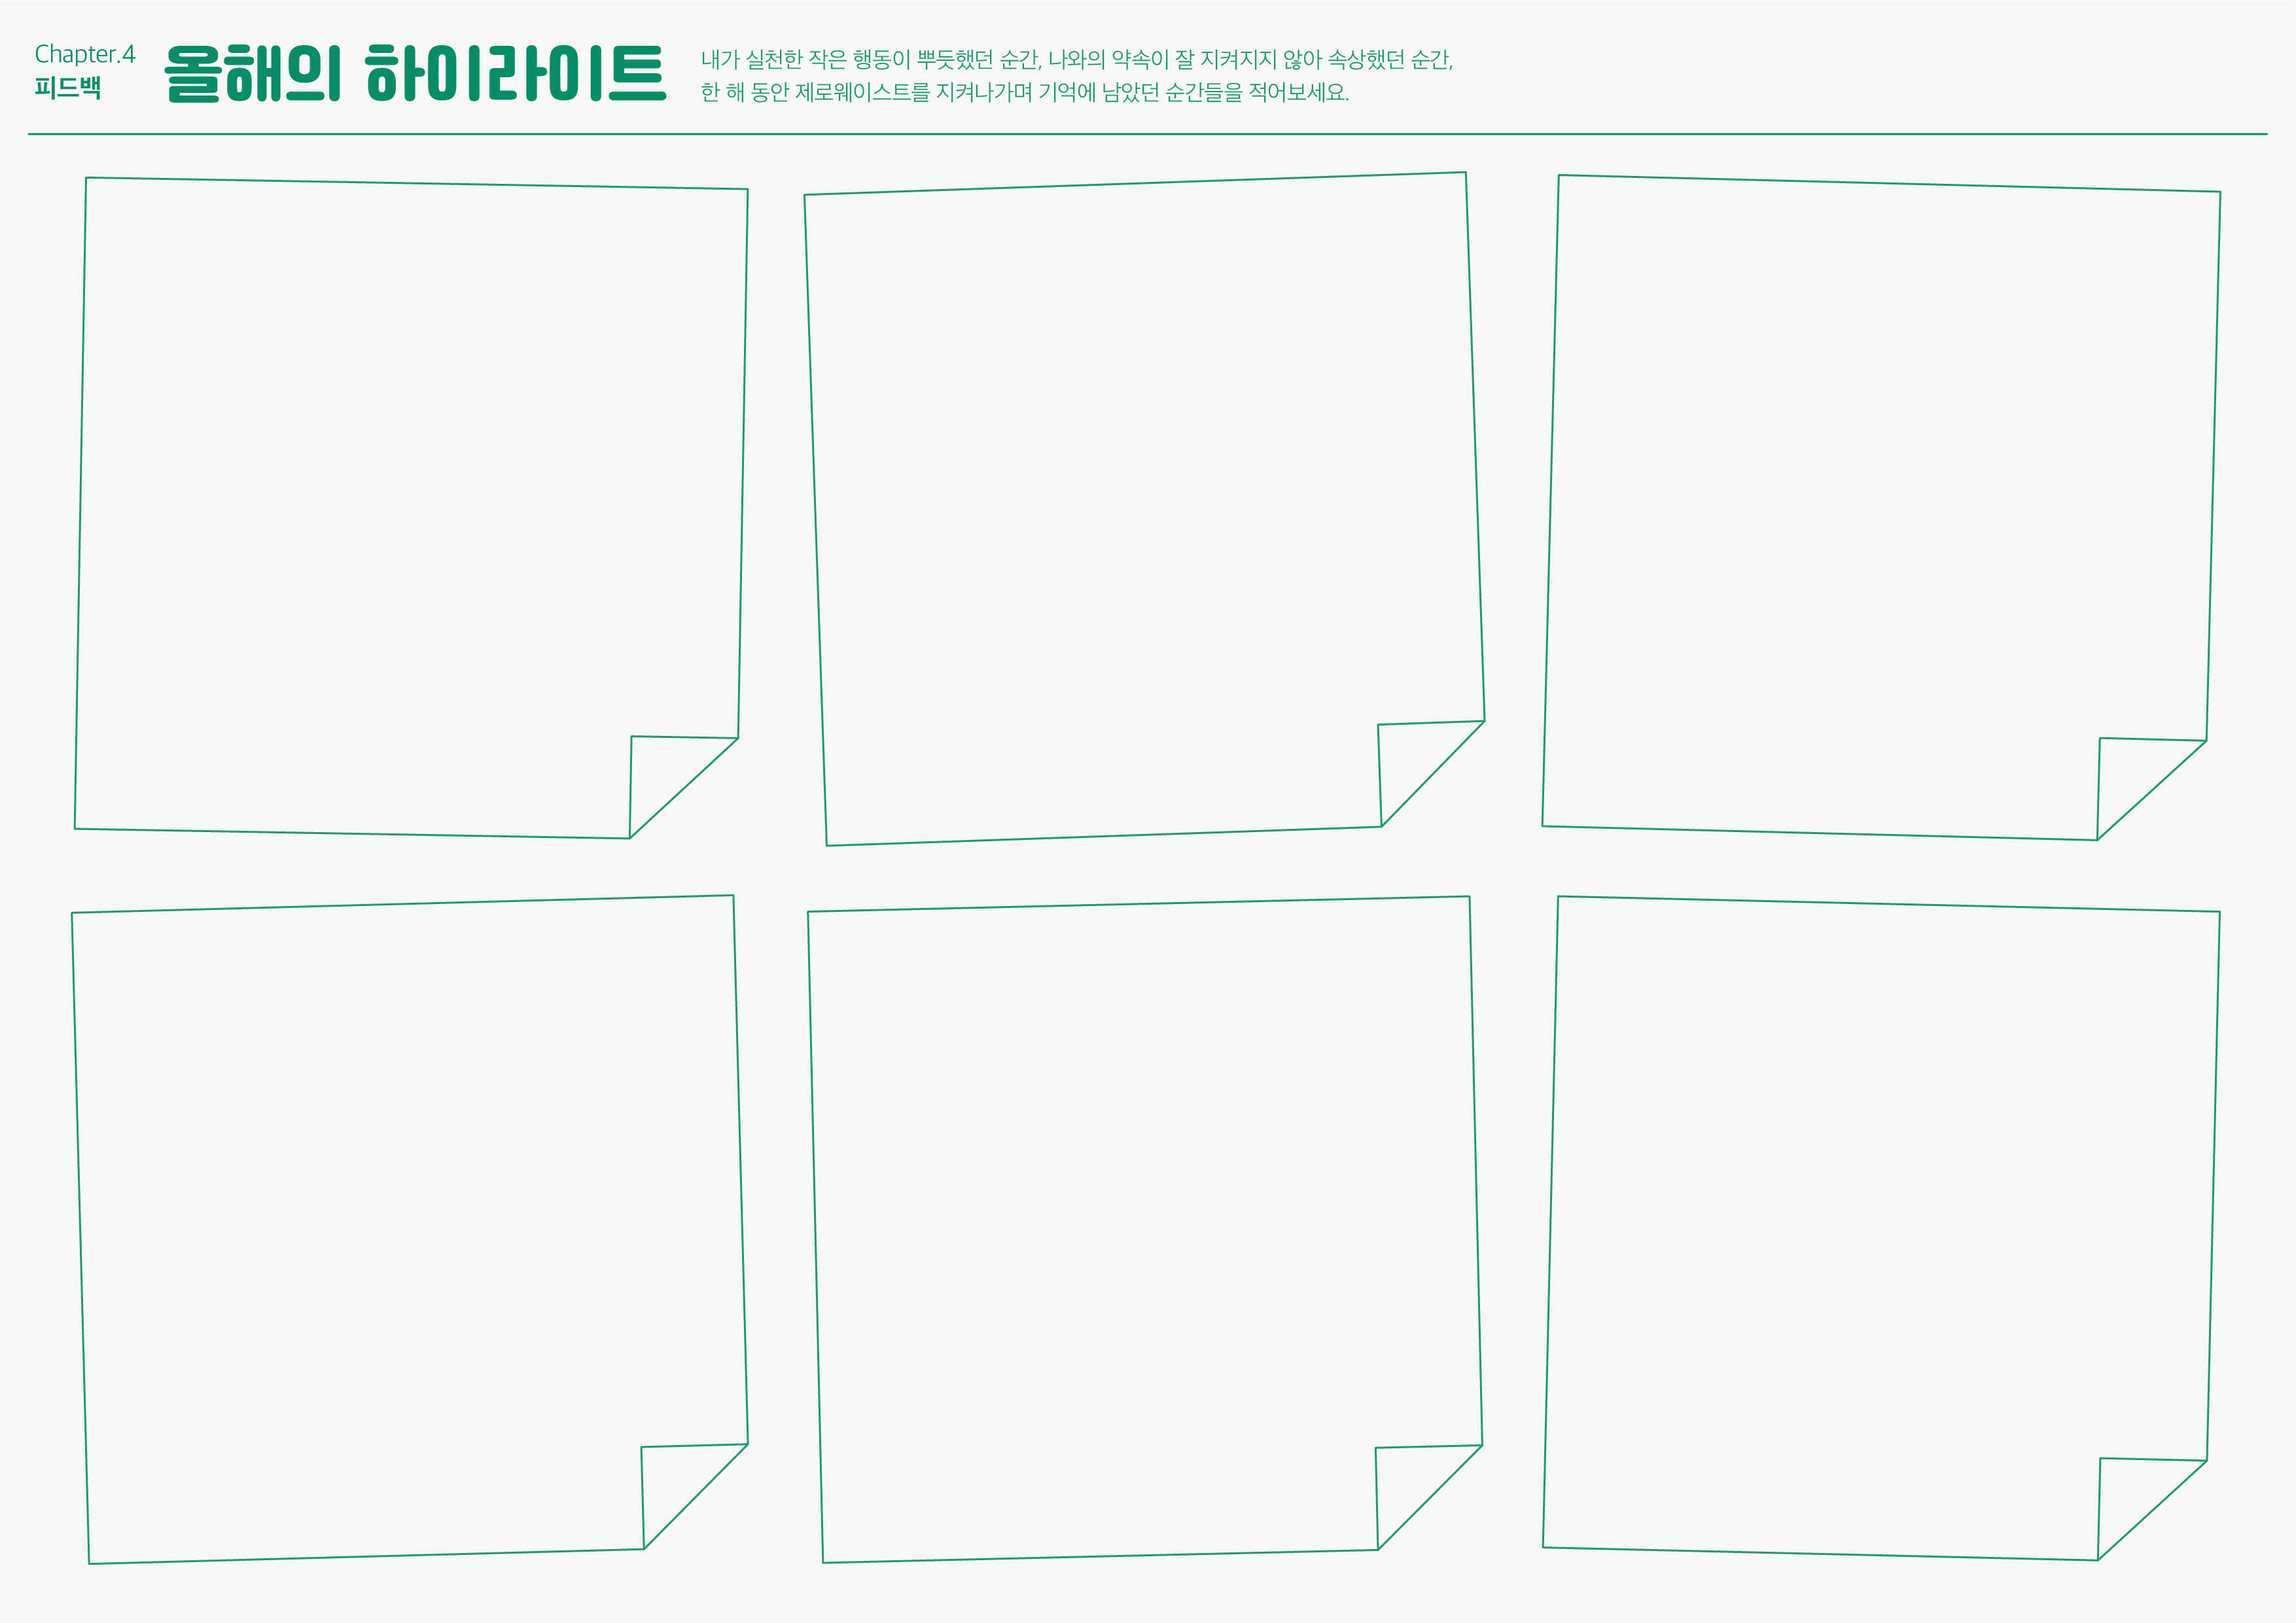 Chapter.4
피드백
올해의 하이라이트
내가 실천한 작은 행동이 뿌듯했던 순간, 나와의 약속이 잘 지켜지지 않아 속상했던 순간,
한 해 동안 제로웨이스트를 지켜나가며 기억에 남았던 순간들을 적어보세요.